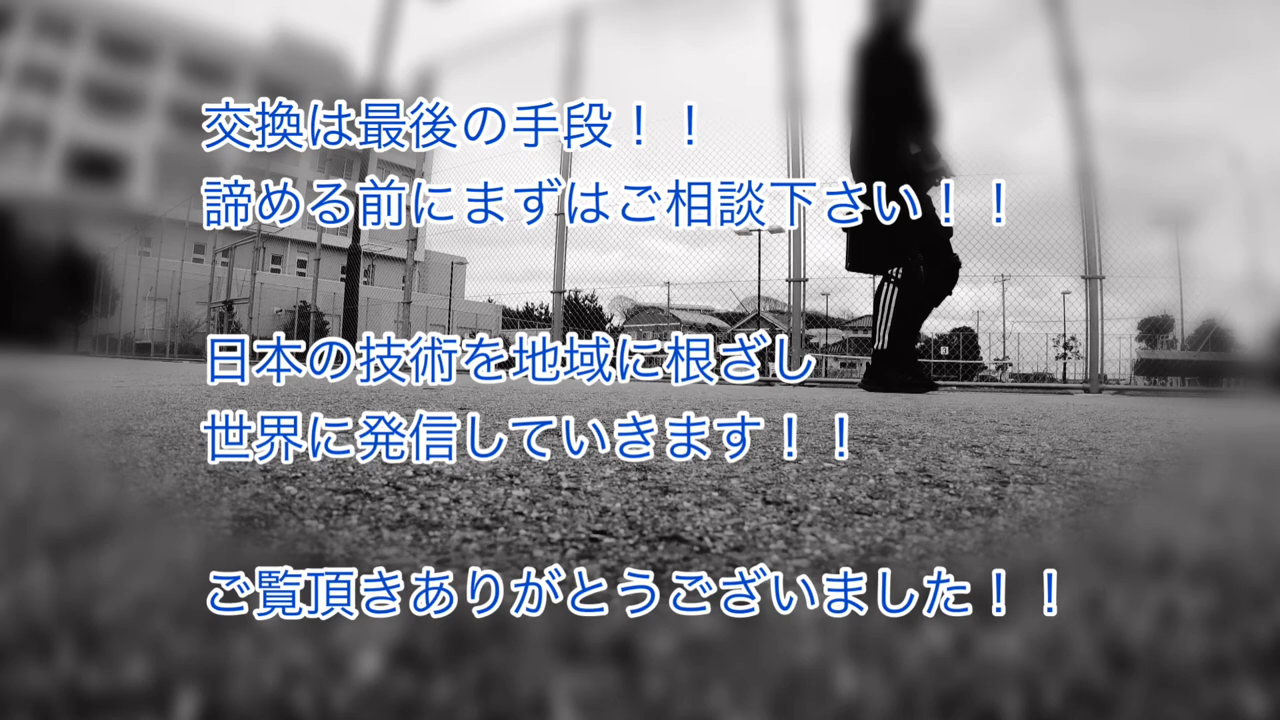 交換は最後の手段！！
諦める前にまずはご相談下さい！！
日本の技術を地域に根ざし
世界に発信していきます！！
ご覧頂きありがとうございました！！
3